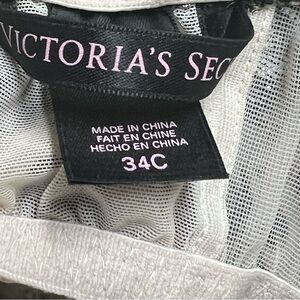 VICTORIA'S SEC
MADE IN CHINA
FAIT EN CHINE
HECHO EN CHINA
34C